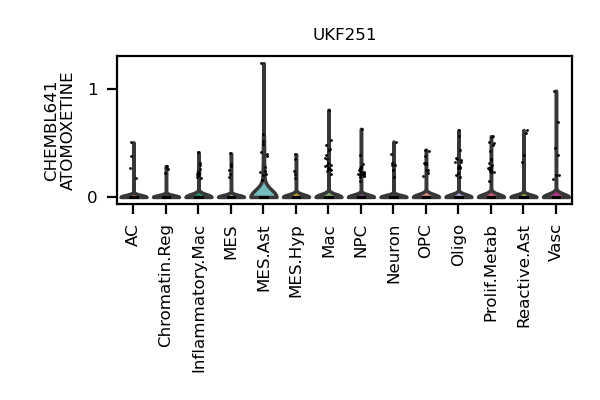 UKF251
CHEMBL641
ATOMOXETINE
1
0
AC
Chromatin.Reg
Inflammatory.Mac
MES
MES.Ast
MES.Hyp
Mac
NPC
Neuron
OPC
Oligo
Prolif.Metab
Reactive.Ast
Vasc